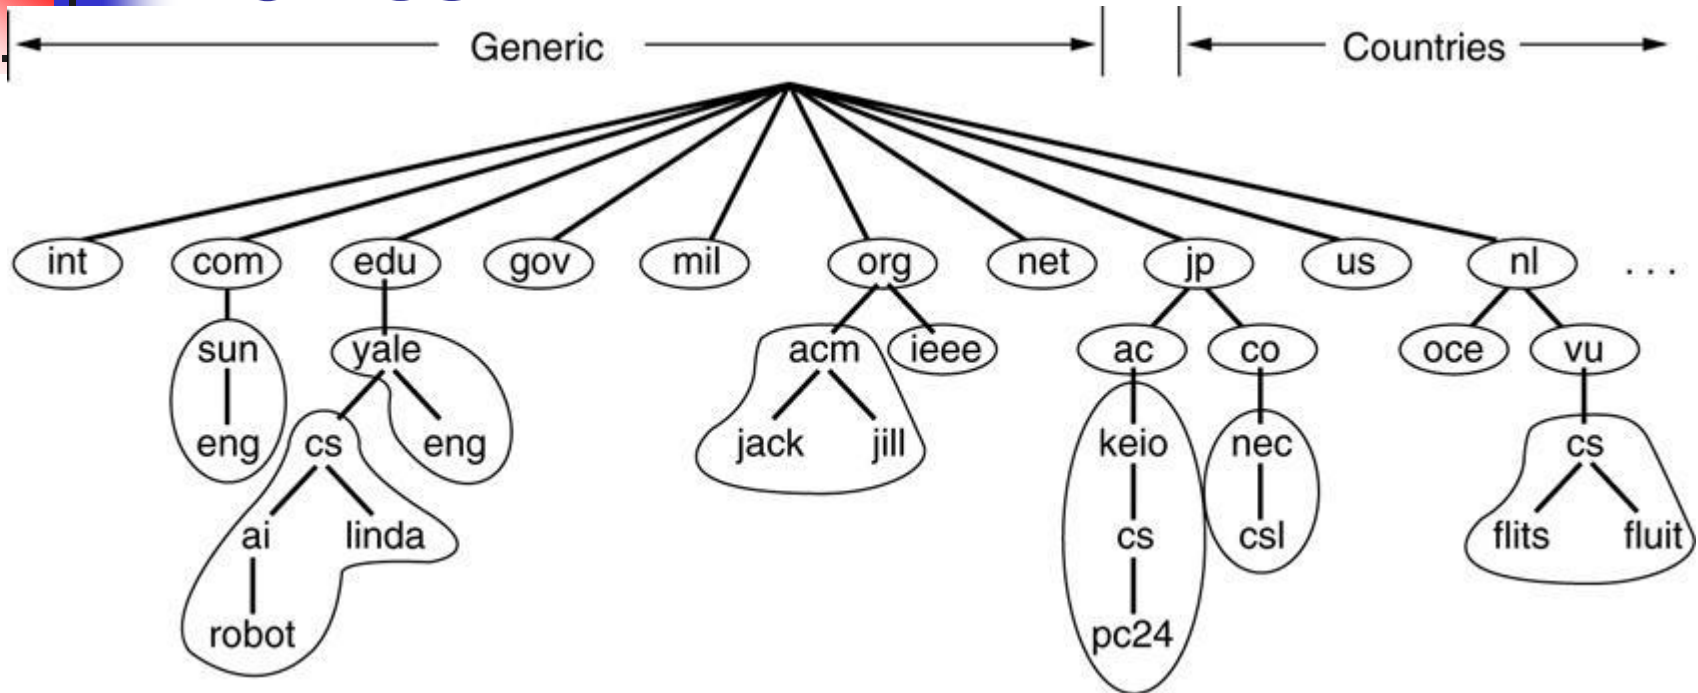 Generic Countries
int com edu gov mil org net jp us nl . . .
sun yale acm ieee ac co oce vu
eng cs eng jack jill keio nec cs
ai linda cs csl flits fluit
robot pc24